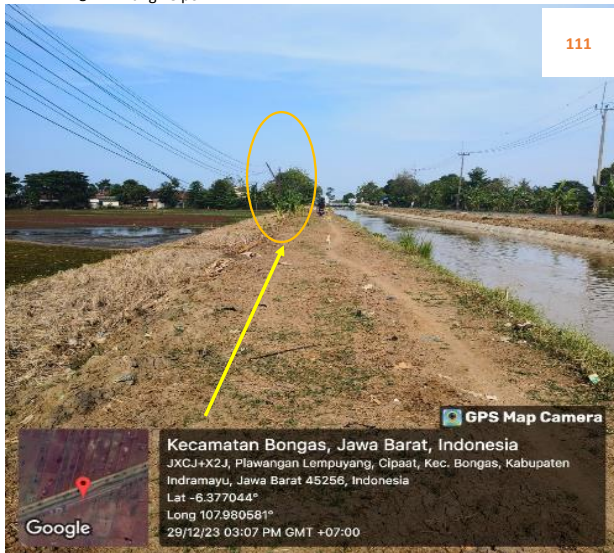 111
GPS Map Camera
Kecamatan Bongas, Jawa Barat, Indonesia
JXCJ+X2J, Plawangan Lempuyang, Cipaat, Kec. Bongas, Kabupaten
Indramayu, Jawa Barat 45256, Indonesia
Lat -6.377044°
Long 107.980581°
29/12/23 03:07 PM GMT +07:00
Google